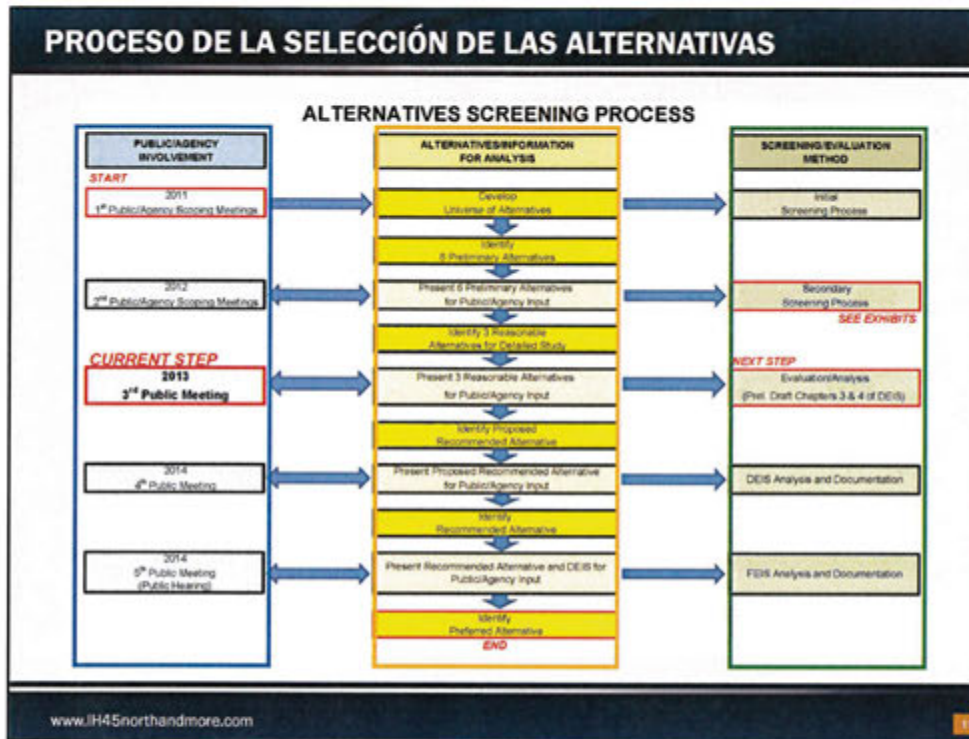 PROCESO DE LA SELECCIÓN DE LAS ALTERNATIVAS
ALTERNATIVES SCREENING PROCESS
PUBLIC/AGENCY
INVOLVEMENT
START
2011
1st Public/Agency Scoping Meetings
2012
2nd Public/Agency Scoping Meetings
CURRENT STEP
2013
3rd Public Meeting
2014
4th Public Meeting
2014
5th Public Meeting
(Public Hearing)
ALTERNATIVES/INFORMATION
FOR ANALYSIS
Develop
Universe of Alternatives
Identify
6 Preliminary Alternatives
Present 6 Preliminary Alternatives
for Public/Agency Input
Identify 3 Reasonable
Alternatives for Detailed Study
Present 3 Reasonable Alternatives
for Public/Agency Input
Identify Proposed
Recommended Alternative
Present Proposed Recommended Alternative
for Public/Agency Input
Identify
Recommended Alternative
Present Recommended Alternative and DEIS for
Public/Agency Input
Identify
Preferred Alternative
END
SCREENING/EVALUATION
METHOD
Initial
Screening Process
Secondary
Screening Process
SEE EXHIBITS
NEXT STEP
Evaluation/Analysis
(Prel. Draft Chapters 3 & 4 of DEIS)
DEIS Analysis and Documentation
FEIS Analysis and Documentation
www.IH45northandmore.com